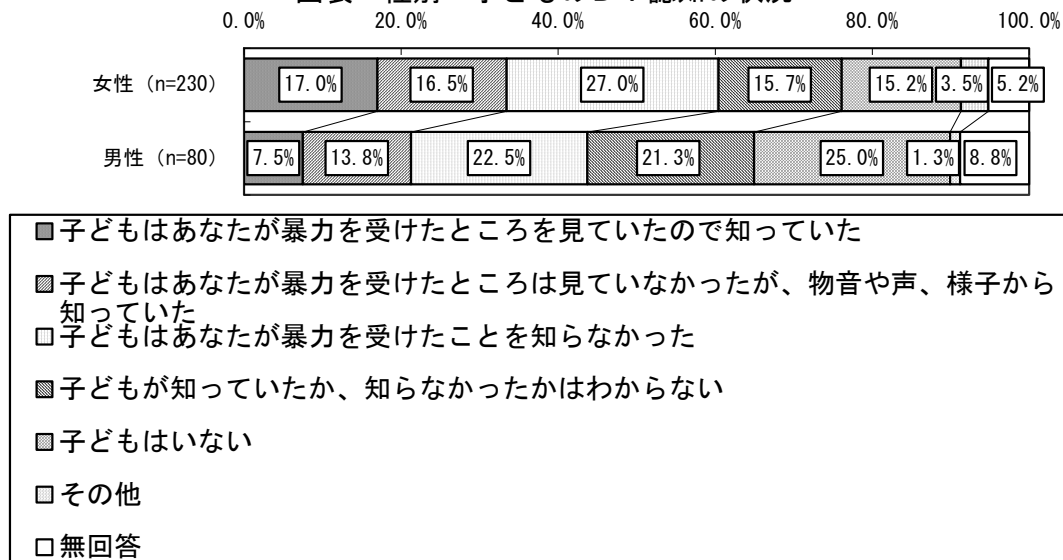 0.0% 20.0% 40.0% 60.0% 80.0% 100.0%
女性 (n=230) 17.0% 16.5% 27.0% 15.7% 15.2% 3.5% 5.2%
男性 (n=80) 7.5% 13.8% 22.5% 21.3% 25.0% 1.3% 8.8%
子どもはあなたが暴力を受けたところを見ていたので知っていた
子どもはあなたが暴力を受けたところは見ていなかったが、物音や声、様子から
知っていた
子どもはあなたが暴力を受けたことを知らなかった
子どもが知っていたか、知らなかったかはわからない
子どもはいない
その他
無回答